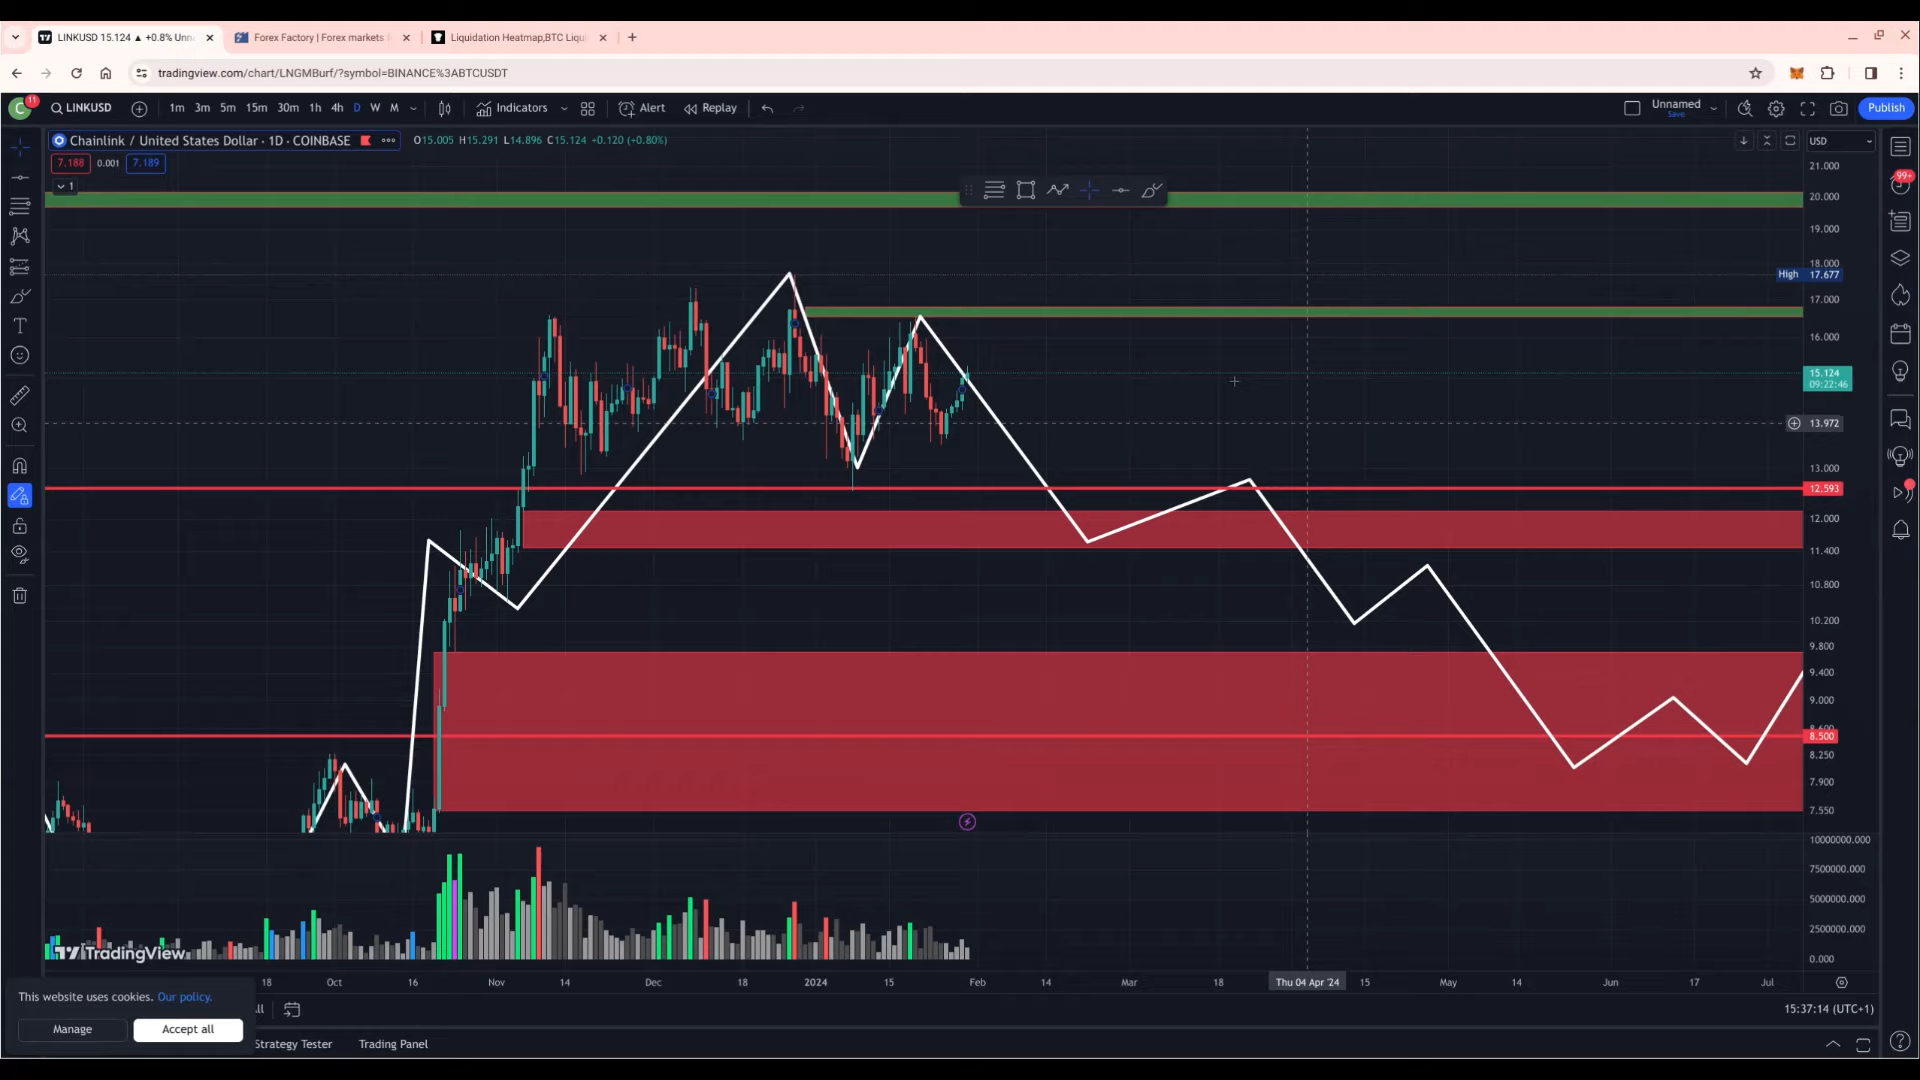 LINKUSD 15.124 ▲ +0.8% Unn
Forex Factory | Forex markets
Liquidation Heatmap,BTC Liqu
tradingview.com/chart/LNGMBurf/?symbol=BINANCE%3ABTCUSDT
C 11 LINKUSD 1m 3m 5m 15m 30m 1h 4h D W M Indicators Alert Replay Unnamed Save Publish
Chainlink / United States Dollar · 1D · COINBASE O15.005 H15.291 L14.896 C15.124 +0.120 (+0.80%) USD
7.188 0.001 7.189
1
99+
21.000
20.000
19.000
18.000
High 17.677
17.000
16.000
15.124
09:22:46
13.972
13.000
12.593
12.000
11.400
10.800
10.200
9.800
9.400
9.000
8.500
8.250
7.900
7.550
10000000.000
7500000.000
5000000.000
2500000.000
0.000
TradingView
18 Oct 16 Nov 14 Dec 18 2024 15 Feb 14 Mar 18 Thu 04 Apr '24 15 May 14 Jun 17 Jul
This website uses cookies. Our policy.
Manage Accept all
15:37:14 (UTC+1)
Strategy Tester Trading Panel